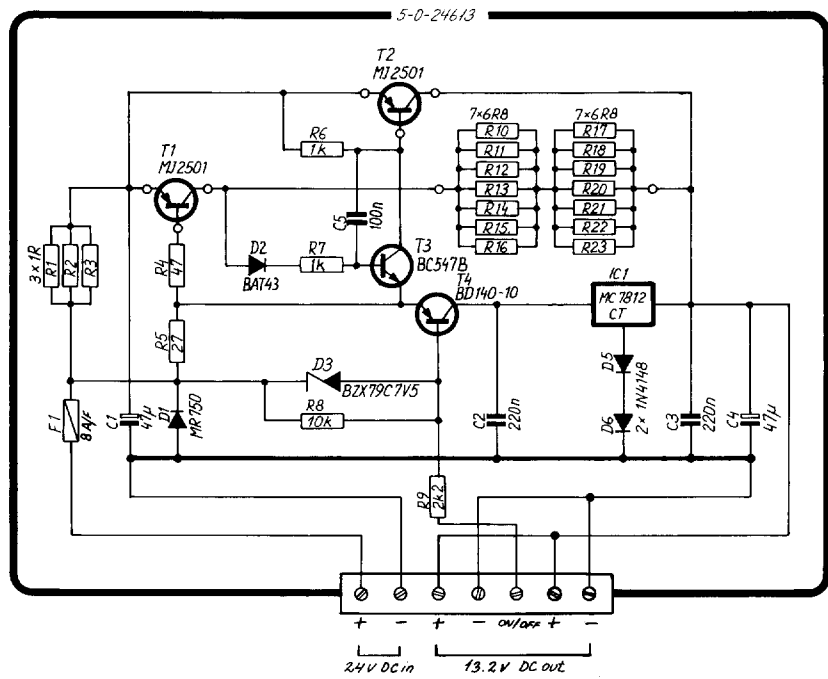 5-0-24613
T2
MJ2501
7×6R8
7×6R8
R10
R17
R6
1k
R11
R18
T1
MJ2501
R12
R19
R13
R20
C5
100n
R14
R21
T3
BC547B
R15
R22
3×1R
R1
R2
R3
R4
47
D2
BAT43
R7
1k
R16
R23
T4
BD140-10
IC1
MC7812
CT
R5
27
D3
BZX79C7V5
D5
F1
8A/F
C1
47µ
D1
MR750
R8
10k
C2
220n
D6
2×1N4148
C3
220n
C4
47µ
R9
2k2
+ - + - ON/OFF + -
24V DC in
13.2V DC out